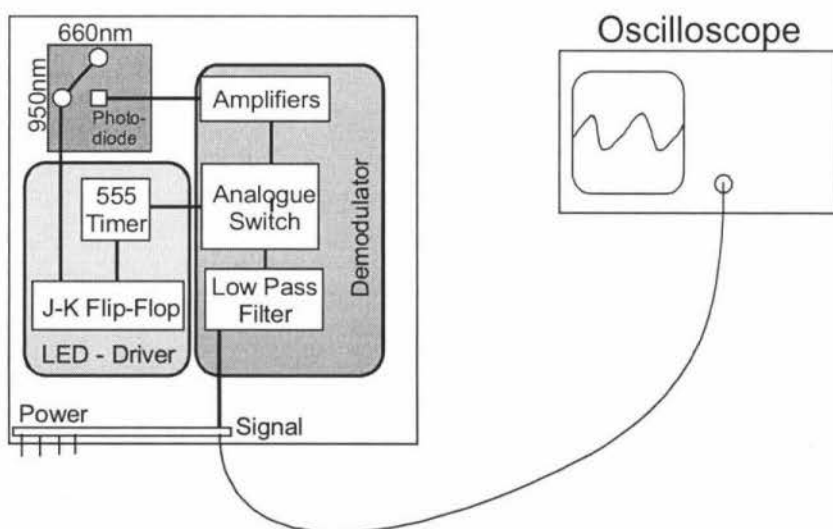 660nm
950nm
Photo-
diode
Amplifiers
555
Timer
Analogue
Switch
Demodulator
J-K Flip-Flop
Low Pass
Filter
LED - Driver
Power
Signal
Oscilloscope